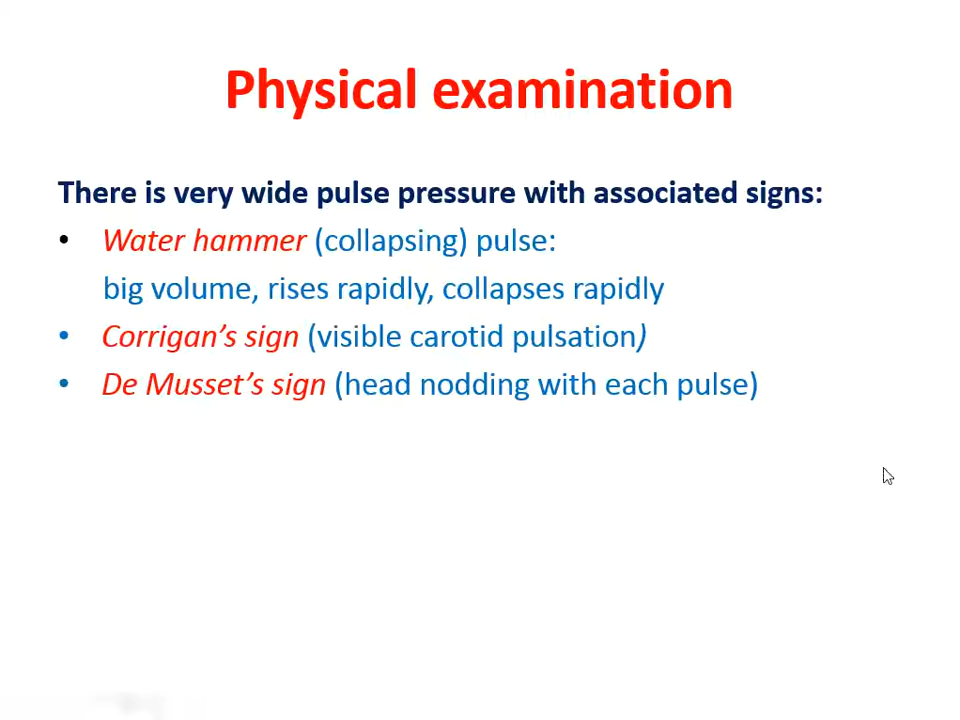 Physical examination
There is very wide pulse pressure with associated signs:
• Water hammer (collapsing) pulse:
big volume, rises rapidly, collapses rapidly
• Corrigan’s sign (visible carotid pulsation)
• De Musset’s sign (head nodding with each pulse)